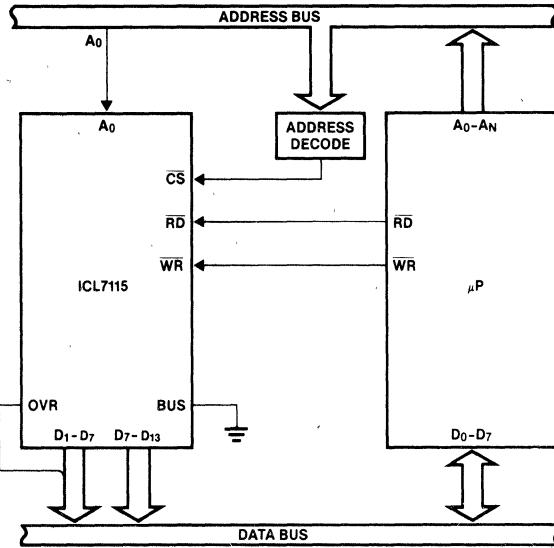 ADDRESS BUS
A0
A0
ADDRESS
DECODE
A0-AN
CS
RD
RD
WR
WR
ICL7115
µP
OVR
BUS
D1-D7
D7-D13
D0-D7
DATA BUS